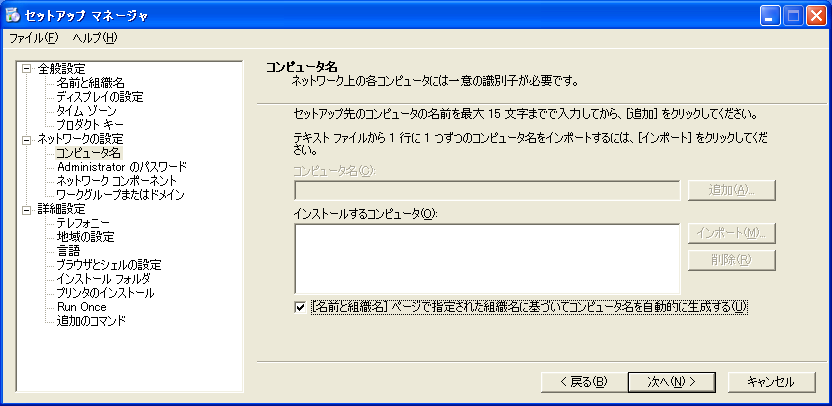 セットアップ マネージャ
ファイル(F) ヘルプ(H)
全般設定
名前と組織名
ディスプレイの設定
タイム ゾーン
プロダクト キー
ネットワークの設定
コンピュータ名
Administrator のパスワード
ネットワーク コンポーネント
ワークグループまたはドメイン
詳細設定
テレフォニー
地域の設定
言語
ブラウザとシェルの設定
インストール フォルダ
プリンタのインストール
Run Once
追加のコマンド
コンピュータ名
ネットワーク上の各コンピュータには一意の識別子が必要です。
セットアップ先のコンピュータの名前を最大 15 文字までで入力してから、[追加] をクリックしてください。
テキスト ファイルから 1 行に 1 つずつのコンピュータ名をインポートするには、[インポート] をクリックしてくだ
さい。
コンピュータ名(C):
追加(A)...
インストールするコンピュータ(O):
インポート(M)...
削除(R)
[名前と組織名] ページで指定された組織名に基づいてコンピュータ名を自動的に生成する(U)
< 戻る(B) 次へ(N) > キャンセル